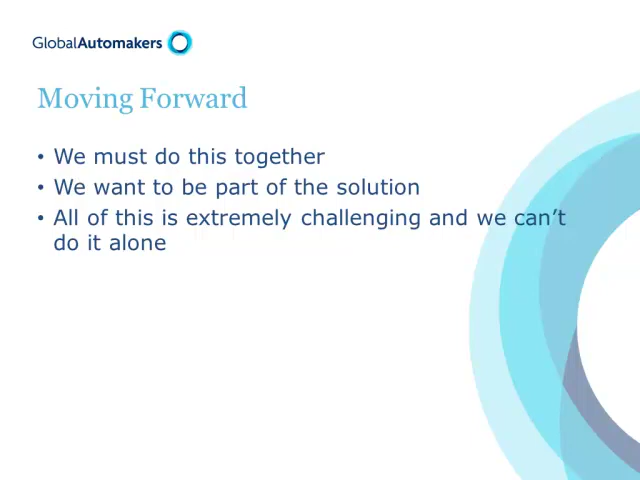 GlobalAutomakers
Moving Forward
• We must do this together
• We want to be part of the solution
• All of this is extremely challenging and we can’t
do it alone